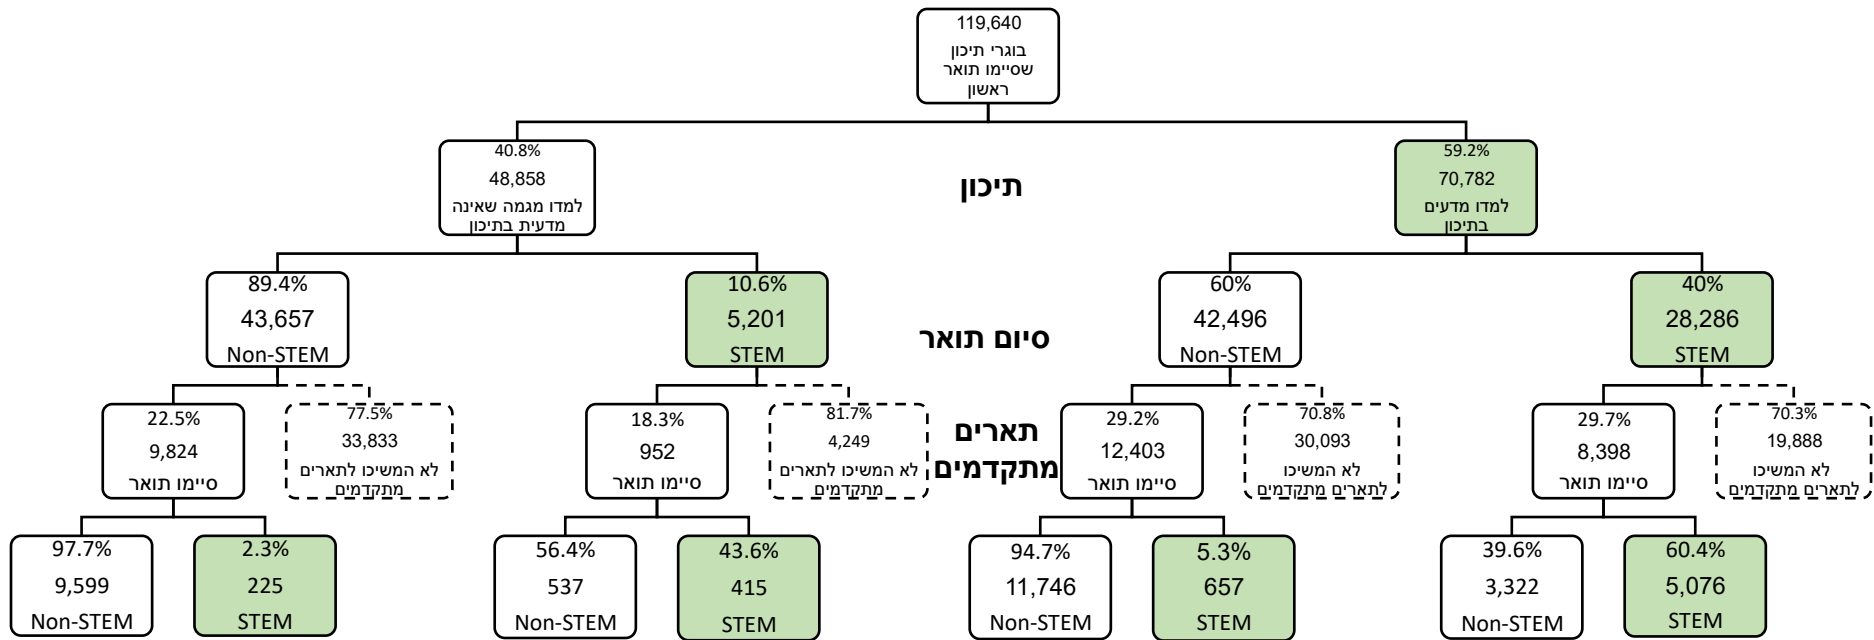 119,640
בוגרי תיכון
שסיימו תואר
ראשון
59.2%
70,782
למדו מדעים
בתיכון
תיכון
40.8%
48,858
למדו מגמה שאינה
מדעית בתיכון
40%
28,286
STEM
60%
42,496
Non-STEM
סיום תואר
10.6%
5,201
STEM
89.4%
43,657
Non-STEM
70.3%
19,888
לא המשיכו
לתארים מתקדמים
29.7%
8,398
סיימו תואר
70.8%
30,093
לא המשיכו
לתארים מתקדמים
29.2%
12,403
סיימו תואר
תארים
מתקדמים
81.7%
4,249
לא המשיכו לתארים
מתקדמים
18.3%
952
סיימו תואר
77.5%
33,833
לא המשיכו לתארים
מתקדמים
22.5%
9,824
סיימו תואר
60.4%
5,076
STEM
39.6%
3,322
Non-STEM
5.3%
657
STEM
94.7%
11,746
Non-STEM
43.6%
415
STEM
56.4%
537
Non-STEM
2.3%
225
STEM
97.7%
9,599
Non-STEM